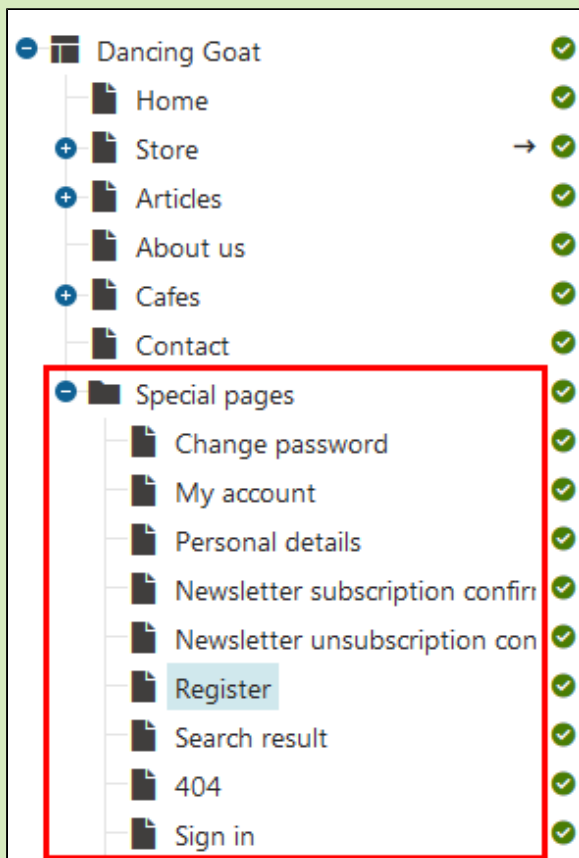 Dancing Goat
Home
Store
Articles
About us
Cafes
Contact
Special pages
Change password
My account
Personal details
Newsletter subscription
Newsletter unsubscription con
Register
Search result
404
Sign in